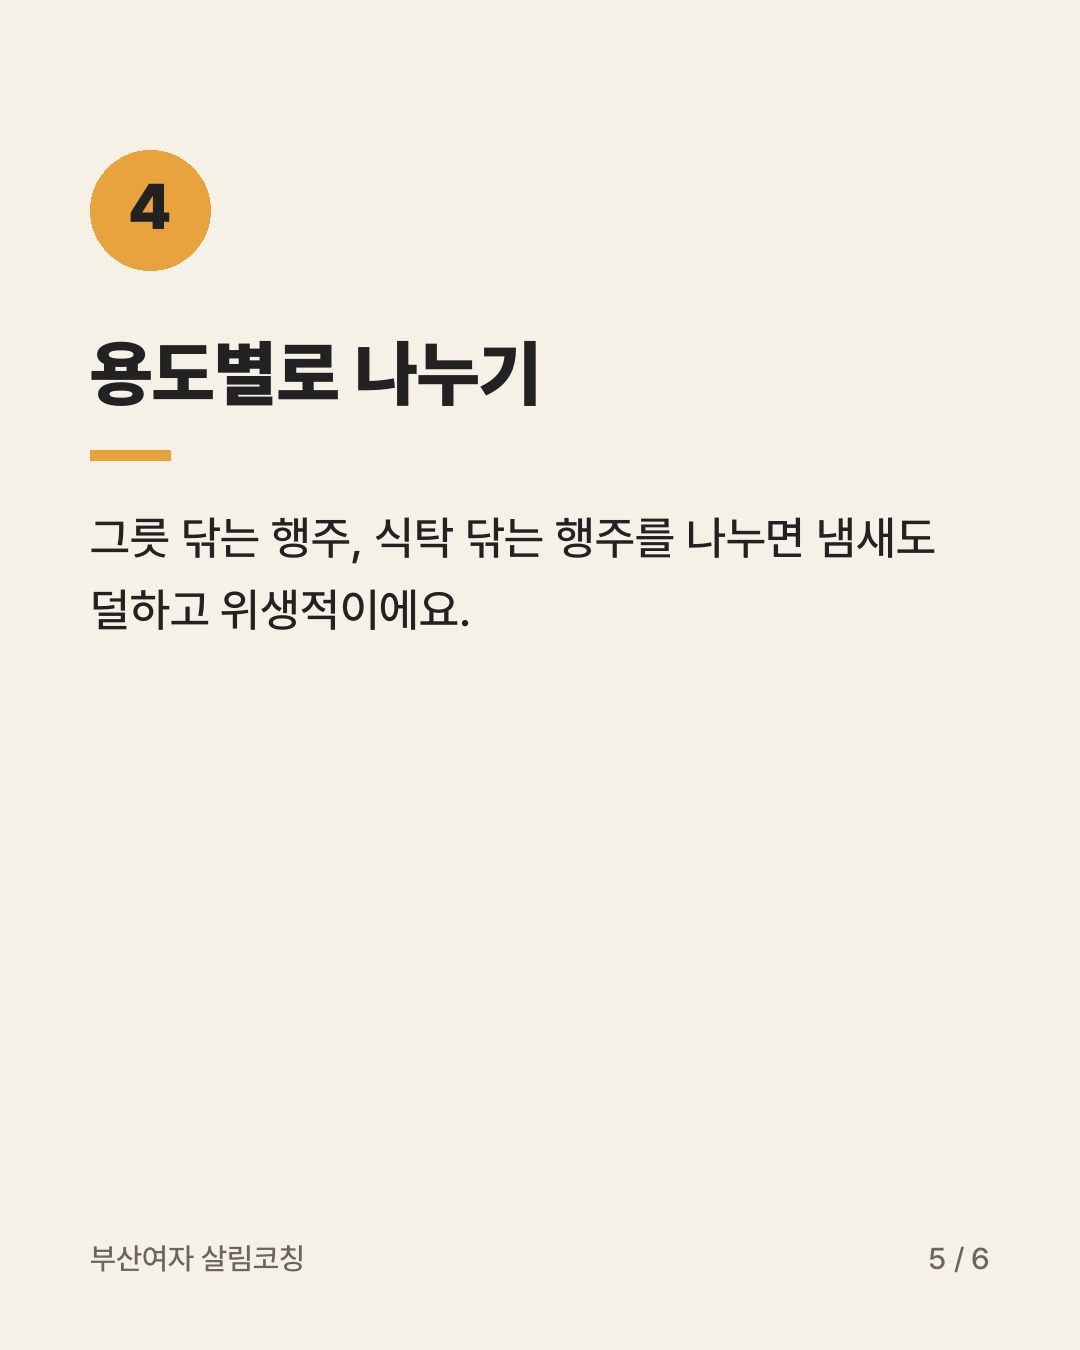 4
용도별로 나누기
그릇 닦는 행주, 식탁 닦는 행주를 나누면 냄새도
덜하고 위생적이에요.
부산여자 살림코칭
5 / 6